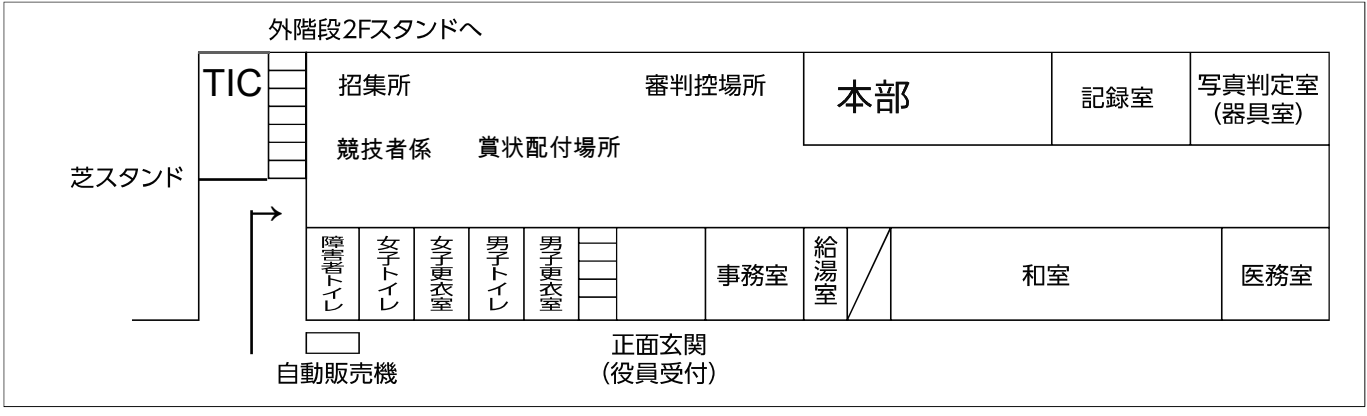 外階段2Fスタンドへ
TIC
招集所
審判控場所
本部
記録室
写真判定室
(器具室)
競技者係
賞状配付場所
芝スタンド
障害者トイレ
女子トイレ
女子更衣室
男子トイレ
男子更衣室
事務室
給湯室
和室
医務室
自動販売機
正面玄関
(役員受付)